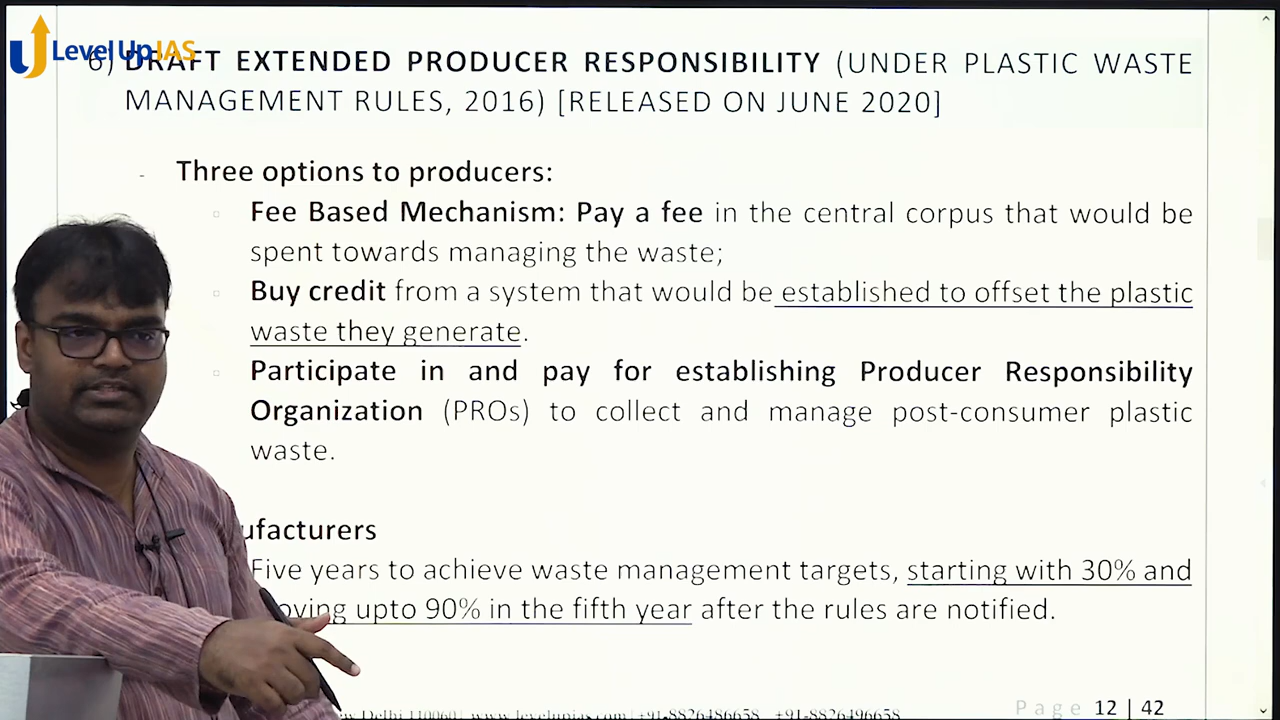 LevelUp IAS
6) DRAFT EXTENDED PRODUCER RESPONSIBILITY (UNDER PLASTIC WASTE
MANAGEMENT RULES, 2016) [RELEASED ON JUNE 2020]
- Three options to producers:
Fee Based Mechanism: Pay a fee in the central corpus that would be
spent towards managing the waste;
Buy credit from a system that would be established to offset the plastic
waste they generate.
Participate in and pay for establishing Producer Responsibility
Organization (PROs) to collect and manage post-consumer plastic
waste.
ufacturers
Five years to achieve waste management targets, starting with 30% and
oving upto 90% in the fifth year after the rules are notified.
Page 12 | 42